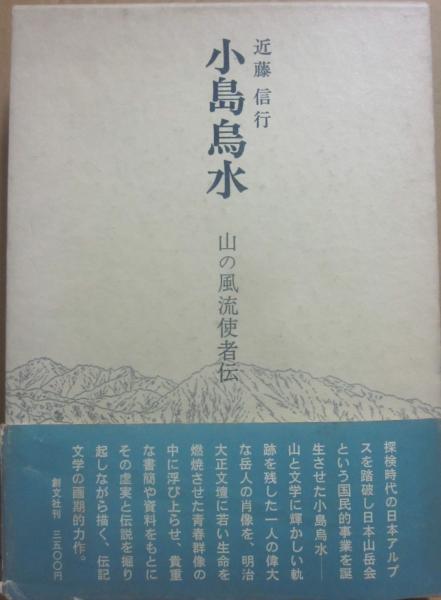 近藤信行
小島烏水
山の風流使者伝
探検時代の日本アルプ
スを踏破し日本山岳会
という国民的事業を誕
生させた小島烏水――
山と文学に輝かしい軌
跡を残した一人の偉大
な岳人の肖像を、明治
大正文壇に若い生命を
燃焼させた青春群像の
中に浮び上らせ、貴重
な書簡や資料をもとに
その虚実と伝説を掘り
起しながら描く、伝記
文学の画期的力作。
創文社刊 三五〇〇円